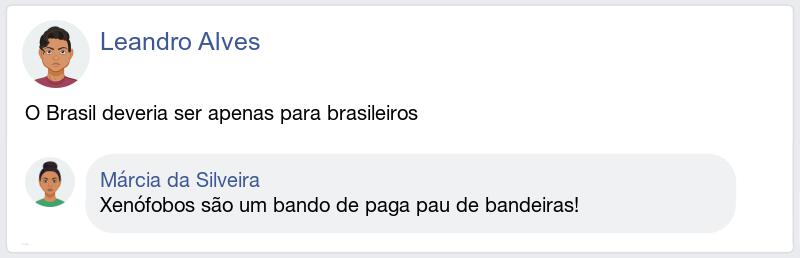 Leandro Alves
O Brasil deveria ser apenas para brasileiros
Márcia da Silveira
Xenófobos são um bando de paga pau de bandeiras!